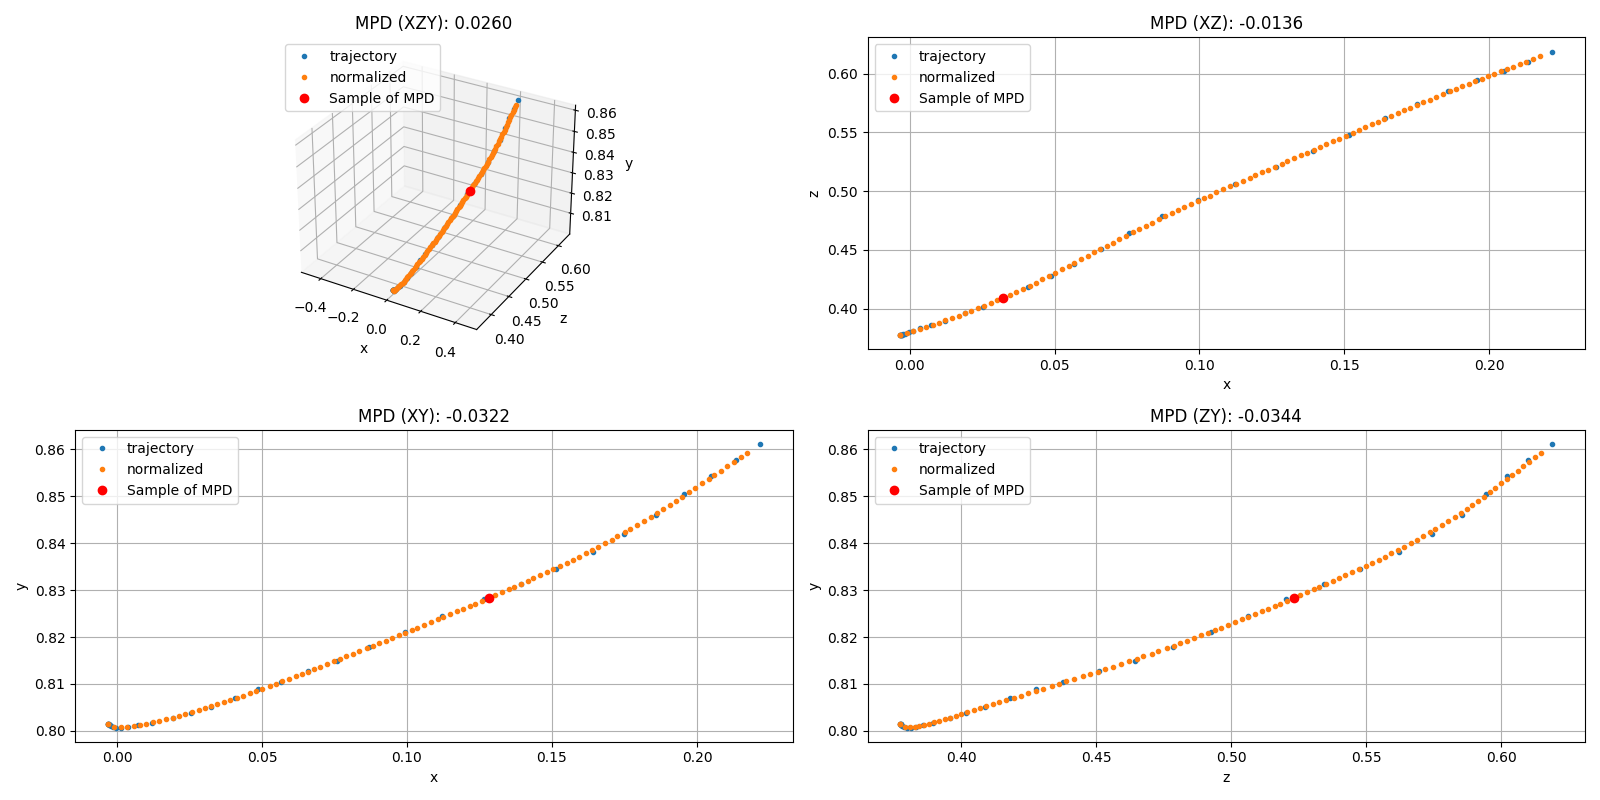 MPD (XZY): 0.0260
trajectory
normalized
Sample of MPD
0.86
0.85
0.84
0.83
0.82
0.81
y
0.60
0.55
0.50
0.45
0.40
z
−0.4
−0.2
0.0
0.2
0.4
x
MPD (XZ): -0.0136
trajectory
normalized
Sample of MPD
0.60
0.55
0.50
0.45
0.40
z
0.00 0.05 0.10 0.15 0.20
x
MPD (XY): -0.0322
trajectory
normalized
Sample of MPD
0.86
0.85
0.84
0.83
0.82
0.81
0.80
y
0.00 0.05 0.10 0.15 0.20
x
MPD (ZY): -0.0344
trajectory
normalized
Sample of MPD
0.86
0.85
0.84
0.83
0.82
0.81
0.80
y
0.40 0.45 0.50 0.55 0.60
z